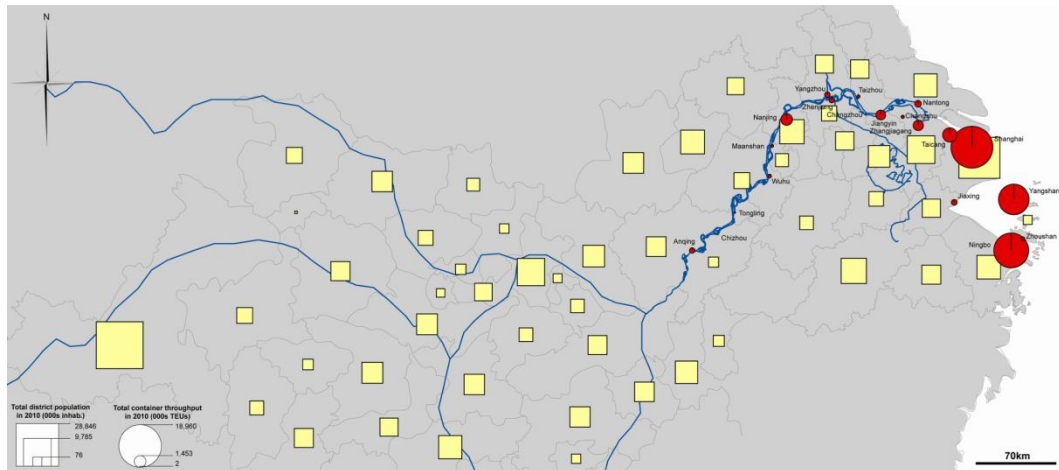 N
Yangzhou
Taizhou
Zhenjiang
Nantong
Changzhou
Nanjing
Jiangyin
Changshu
Zhangjiagang
Taicang
Shanghai
Maanshan
Wuhu
Yangshan
Jiaxing
Tongling
Zhoushan
Chizhou
Anqing
Ningbo
Total district population
in 2010 (000s inhab.)
28,846
9,785
76
Total container throughput
in 2010 (000s TEUs)
18,960
1,453
2
70km